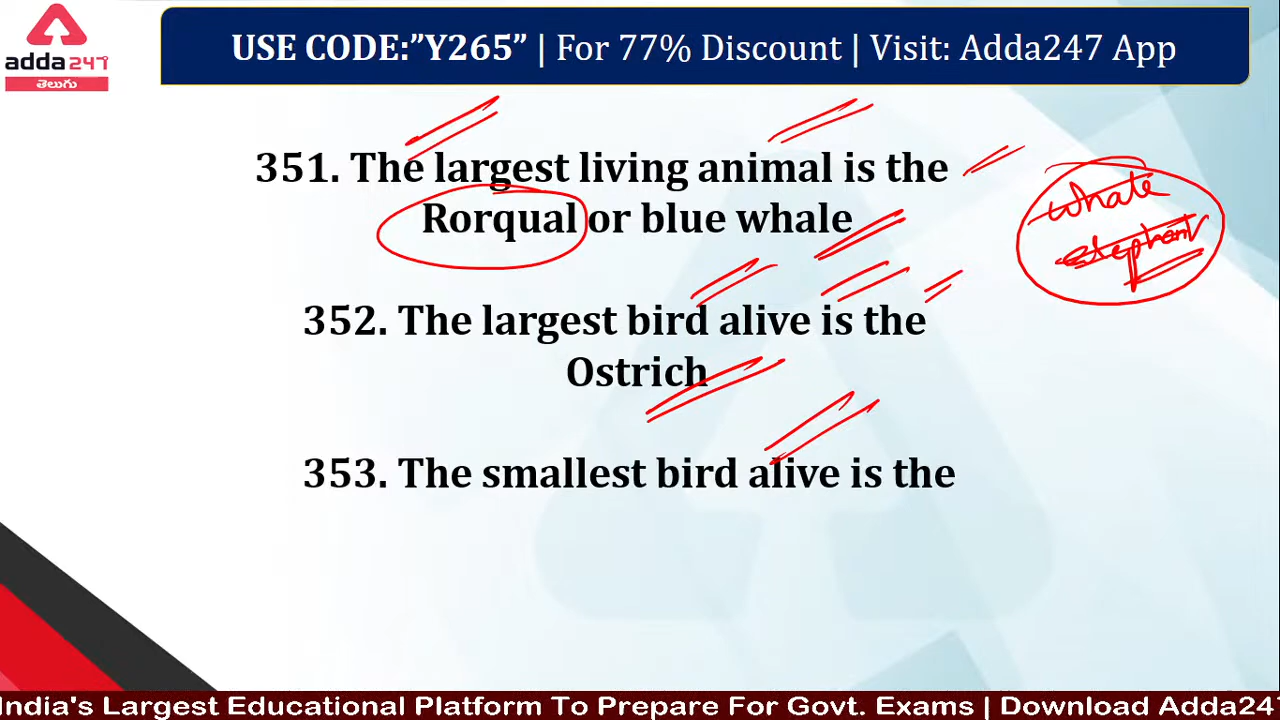 adda247
తెలుగు
USE CODE:”Y265” | For 77% Discount | Visit: Adda247 App
351. The largest living animal is the
Rorqual or blue whale
whale
elephant
352. The largest bird alive is the
Ostrich
353. The smallest bird alive is the
India's Largest Educational Platform To Prepare For Govt. Exams | Download Adda24